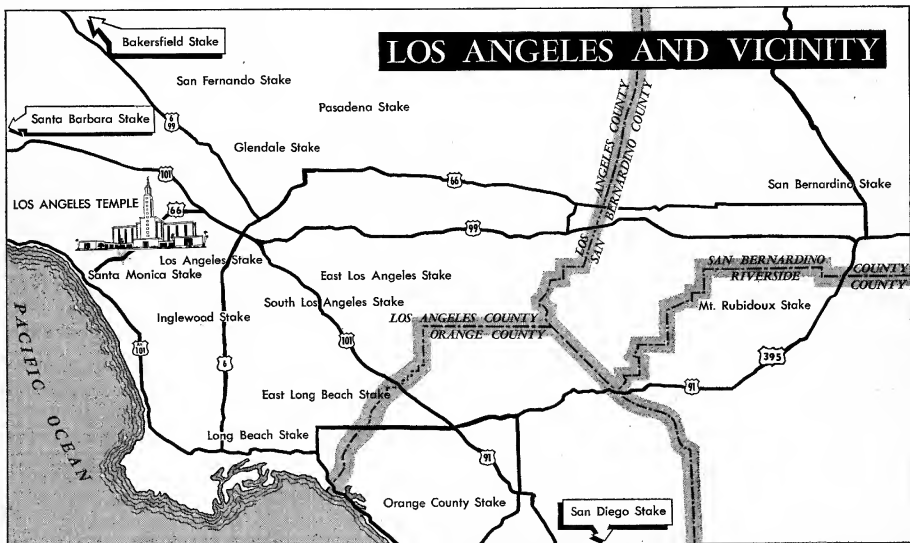 LOS ANGELES AND VICINITY
Bakersfield Stake
San Fernando Stake
Pasadena Stake
Santa Barbara Stake
6
99
Glendale Stake
101
66
LOS ANGELES COUNTY
SAN BERNARDINO COUNTY
San Bernardino Stake
LOS ANGELES TEMPLE
66
99
Los Angeles Stake
Santa Monica Stake
East Los Angeles Stake
SAN BERNARDINO COUNTY
RIVERSIDE COUNTY
South Los Angeles Stake
Mt. Rubidoux Stake
Inglewood Stake
LOS ANGELES COUNTY
ORANGE COUNTY
PACIFIC OCEAN
101
6
101
395
91
East Long Beach Stake
Long Beach Stake
91
Orange County Stake
San Diego Stake